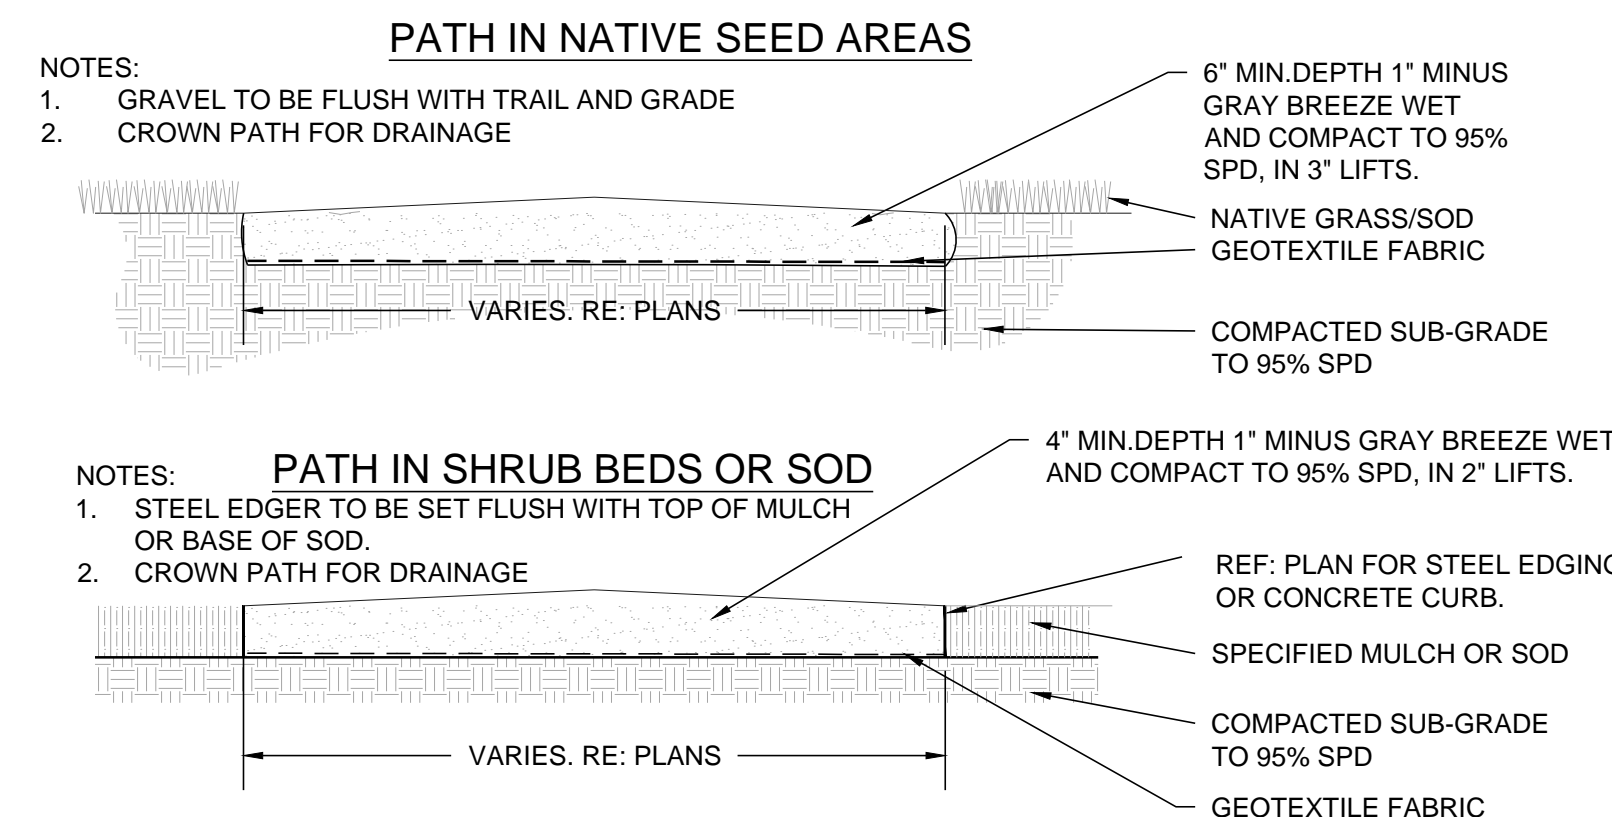 PATH IN NATIVE SEED AREAS
NOTES:
1. GRAVEL TO BE FLUSH WITH TRAIL AND GRADE
2. CROWN PATH FOR DRAINAGE
6" MIN.DEPTH 1" MINUS
GRAY BREEZE WET
AND COMPACT TO 95%
SPD, IN 3" LIFTS.
NATIVE GRASS/SOD
GEOTEXTILE FABRIC
VARIES. RE: PLANS
COMPACTED SUB-GRADE
TO 95% SPD
PATH IN SHRUB BEDS OR SOD
NOTES:
1. STEEL EDGER TO BE SET FLUSH WITH TOP OF MULCH
OR BASE OF SOD.
2. CROWN PATH FOR DRAINAGE
4" MIN.DEPTH 1" MINUS GRAY BREEZE WET
AND COMPACT TO 95% SPD, IN 2" LIFTS.
REF: PLAN FOR STEEL EDGING
OR CONCRETE CURB.
SPECIFIED MULCH OR SOD
COMPACTED SUB-GRADE
TO 95% SPD
VARIES. RE: PLANS
GEOTEXTILE FABRIC